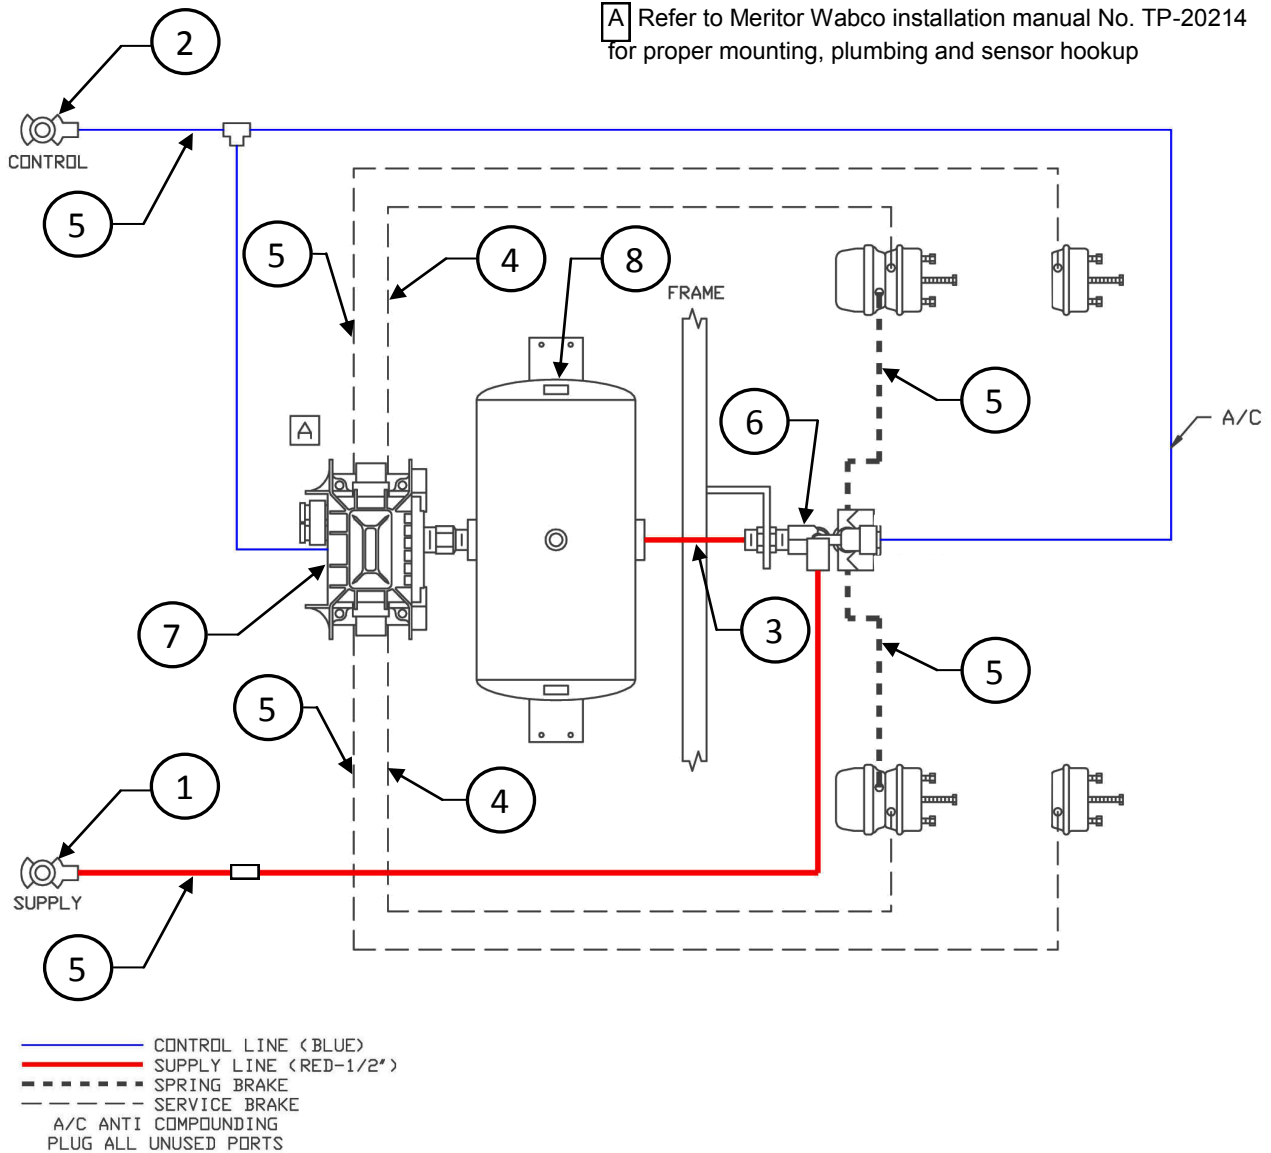 A Refer to Meritor Wabco installation manual No. TP-20214
for proper mounting, plumbing and sensor hookup
2
CONTROL
5
5
4
8
FRAME
5
A/C
6
A
7
3
5
5
1
4
SUPPLY
5
CONTROL LINE (BLUE)
SUPPLY LINE (RED-1/2")
SPRING BRAKE
SERVICE BRAKE
A/C ANTI COMPOUNDING
PLUG ALL UNUSED PORTS